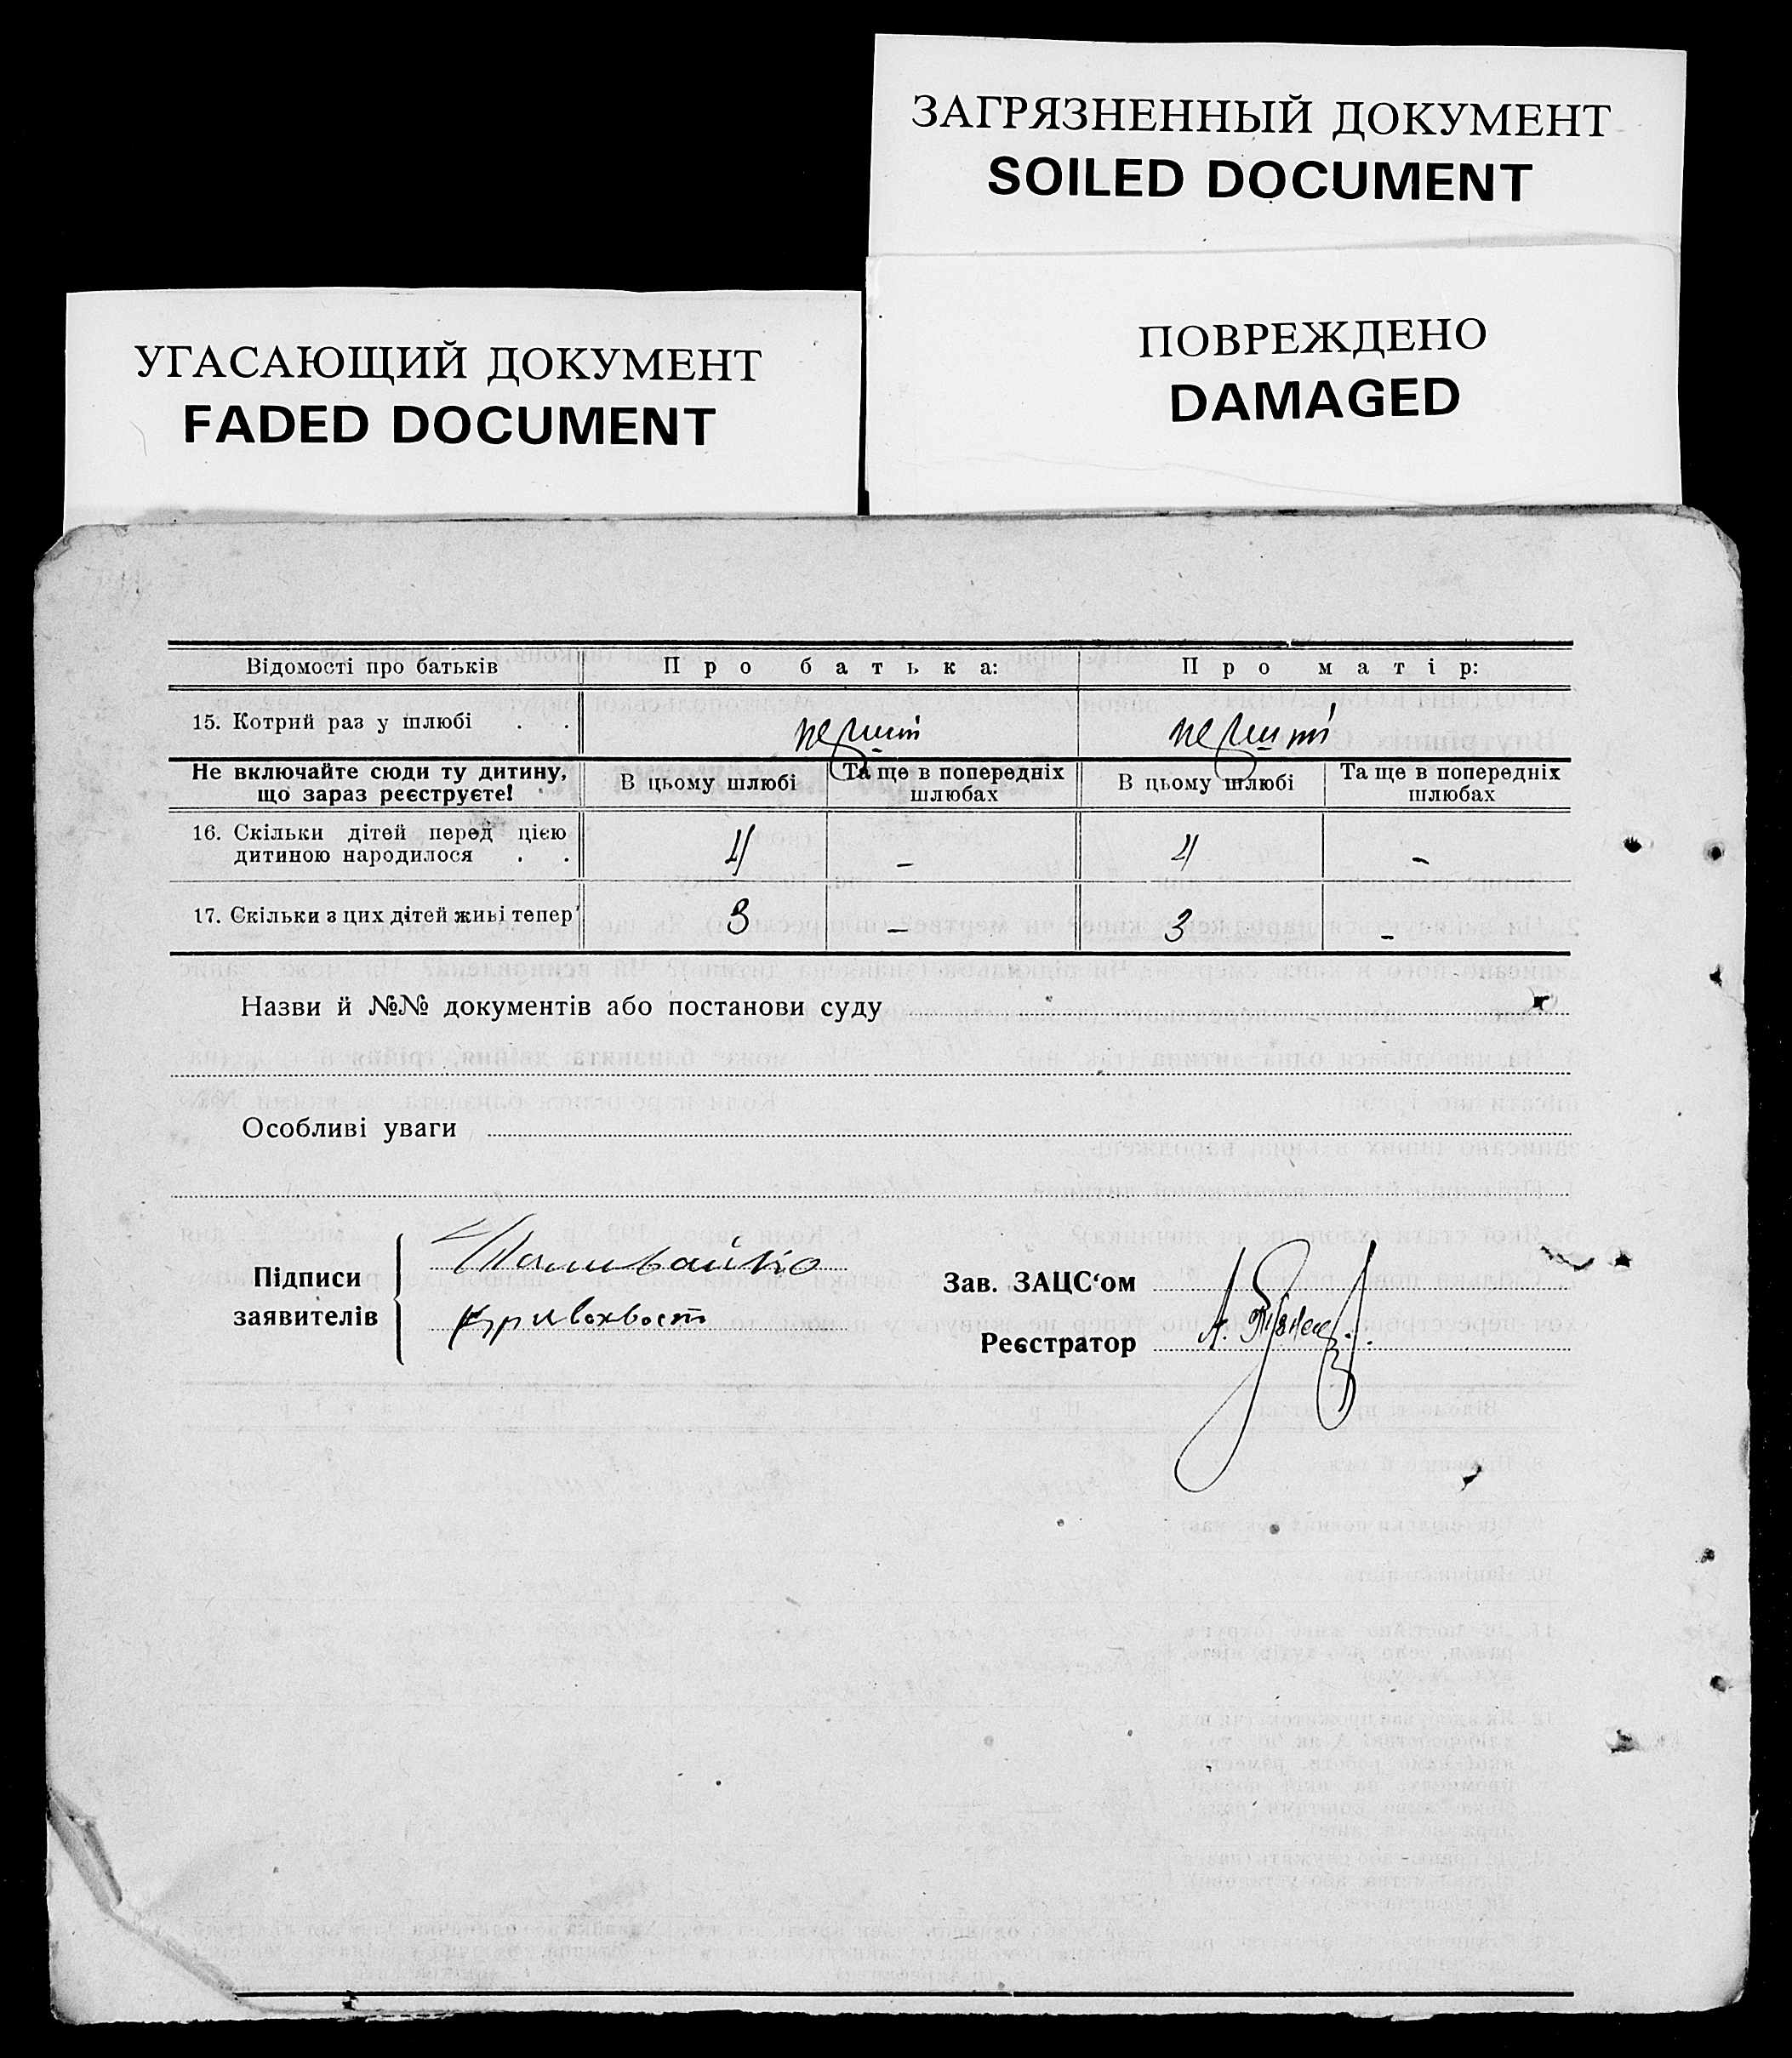 ЗАГРЯЗНЕННЫЙ ДОКУМЕНТ
SOILED DOCUMENT
ПОВРЕЖДЕНО
DAMAGED
УГАСАЮЩИЙ ДОКУМЕНТ
FADED DOCUMENT
Відомості про батьків Про батька: Про матір:
15. Котрий раз у шлюбі . . перший перший
Не включайте сюди ту дитину, що зараз реєструєте! В цьому шлюбі Та ще в попередніх шлюбах В цьому шлюбі Та ще в попередніх шлюбах
16. Скільки дітей перед цією
дитиною народилося . . 4 – 4 –
17. Скільки з цих дітей живі тепер 3 – 3 –
Назви й №№ документів або постанови суду
Особливі уваги
Підписи
заявителів
Наливайко
Кривохвост
Зав. ЗАЦС‘ом
Реєстратор